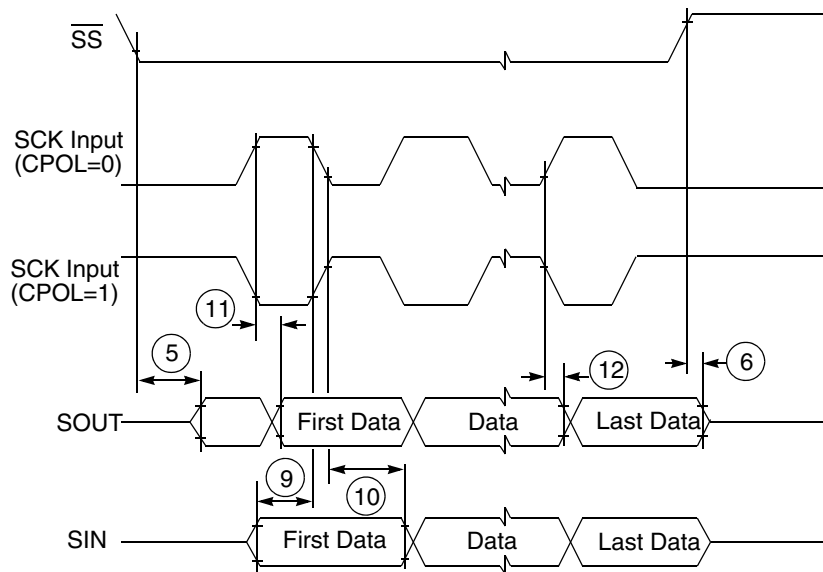 SS
SCK Input
(CPOL=0)
SCK Input
(CPOL=1)
11
5
12
6
SOUT
First Data
Data
Last Data
9
10
SIN
First Data
Data
Last Data